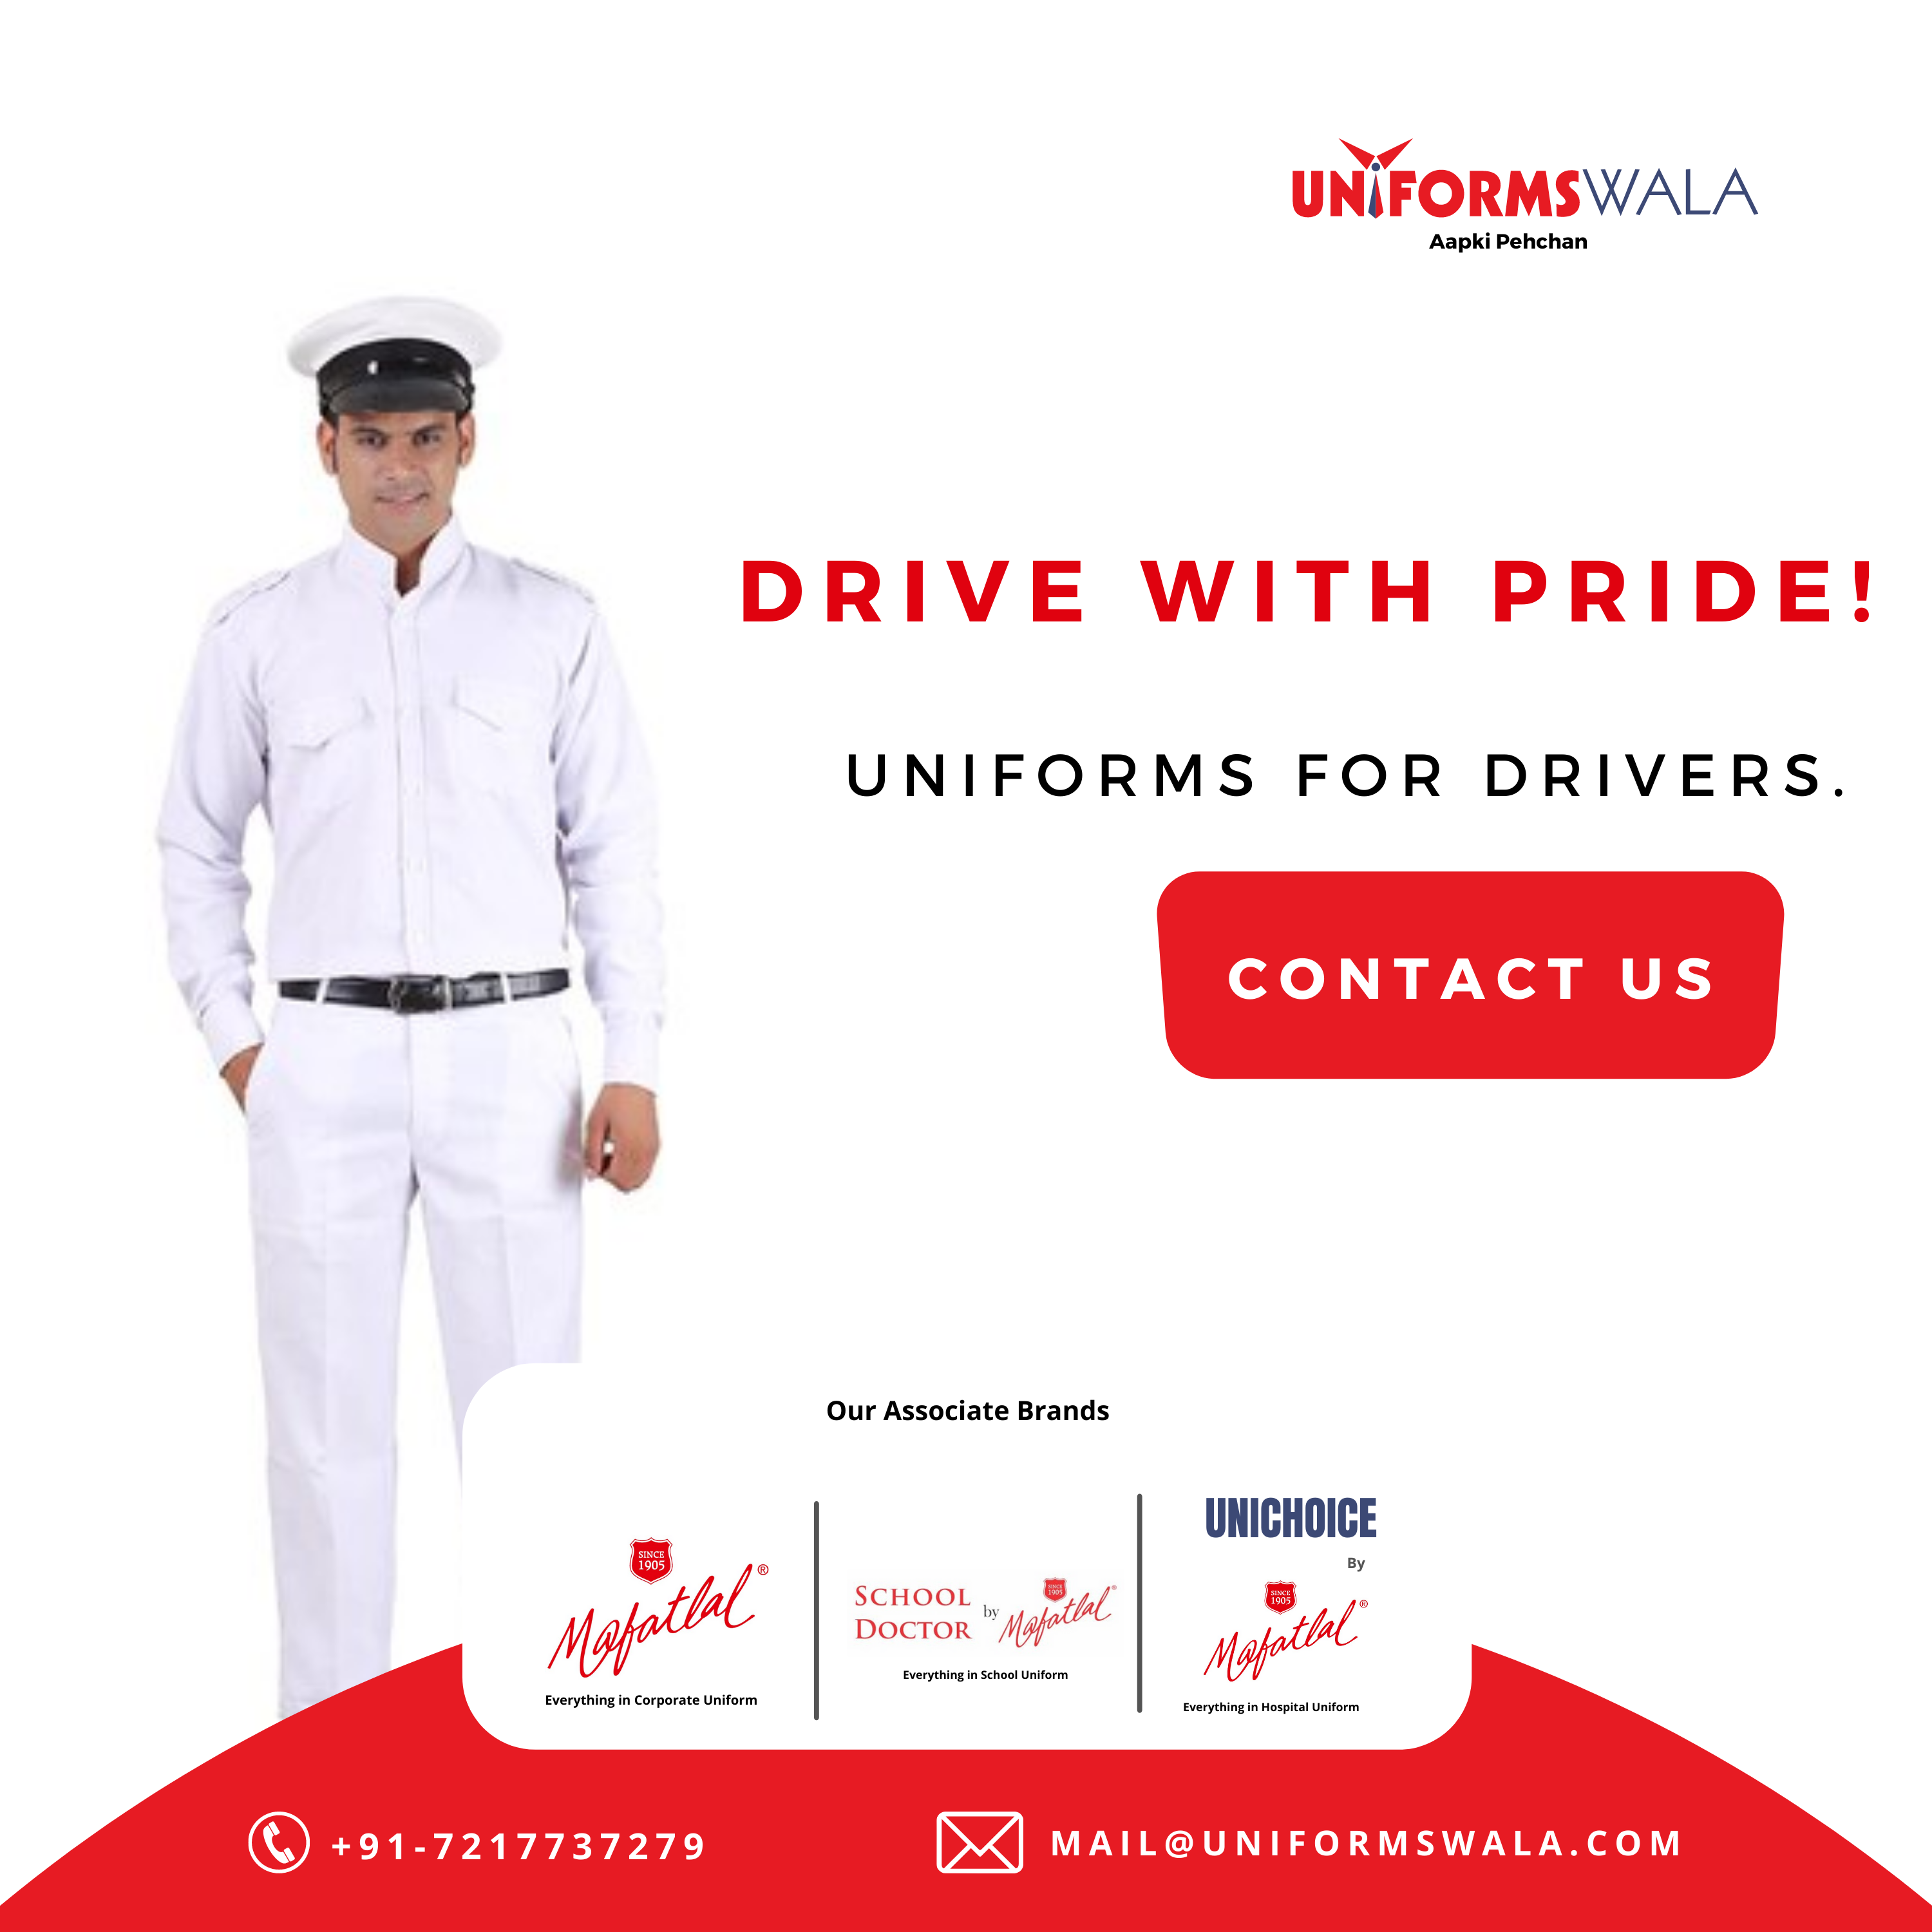 UNIFORMSWALA
Aapki Pehchan
DRIVE WITH PRIDE!
UNIFORMS FOR DRIVERS.
CONTACT US
Our Associate Brands
SINCE
1905
Mafatlal®
Everything in Corporate Uniform
SCHOOL
DOCTOR
by
SINCE
1905
Mafatlal®
Everything in School Uniform
UNICHOICE
By
SINCE
1905
Mafatlal®
Everything in Hospital Uniform
+91-7217737279
MAIL@UNIFORMSWALA.COM